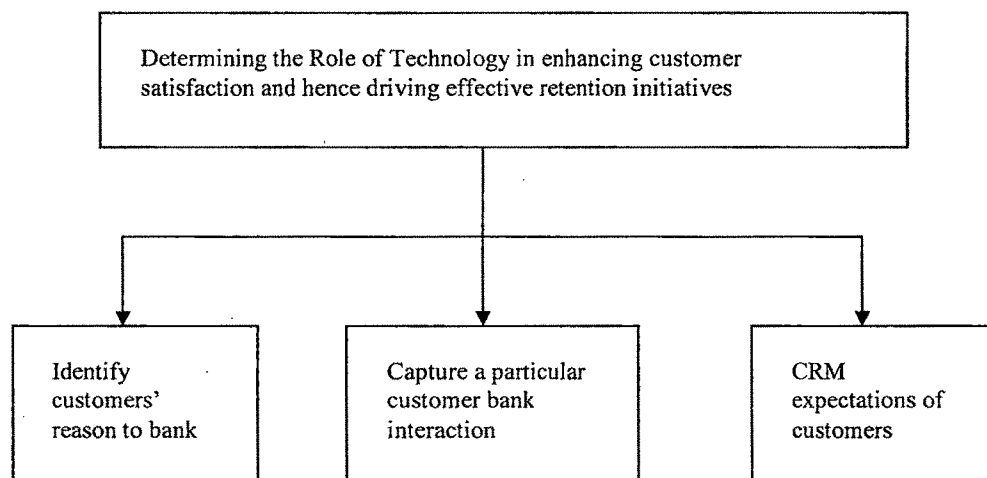 Determining the Role of Technology in enhancing customer
satisfaction and hence driving effective retention initiatives
Identify
customers'
reason to bank
Capture a particular
customer bank
interaction
CRM
expectations of
customers